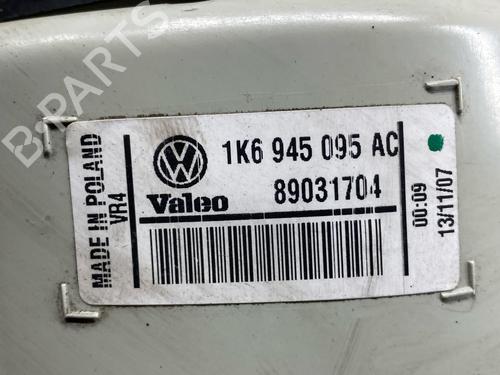 B-PARTS
MADE IN POLAND
VR4
1K6 945 095 AC
Valeo
89031704
00:09
13/11/07